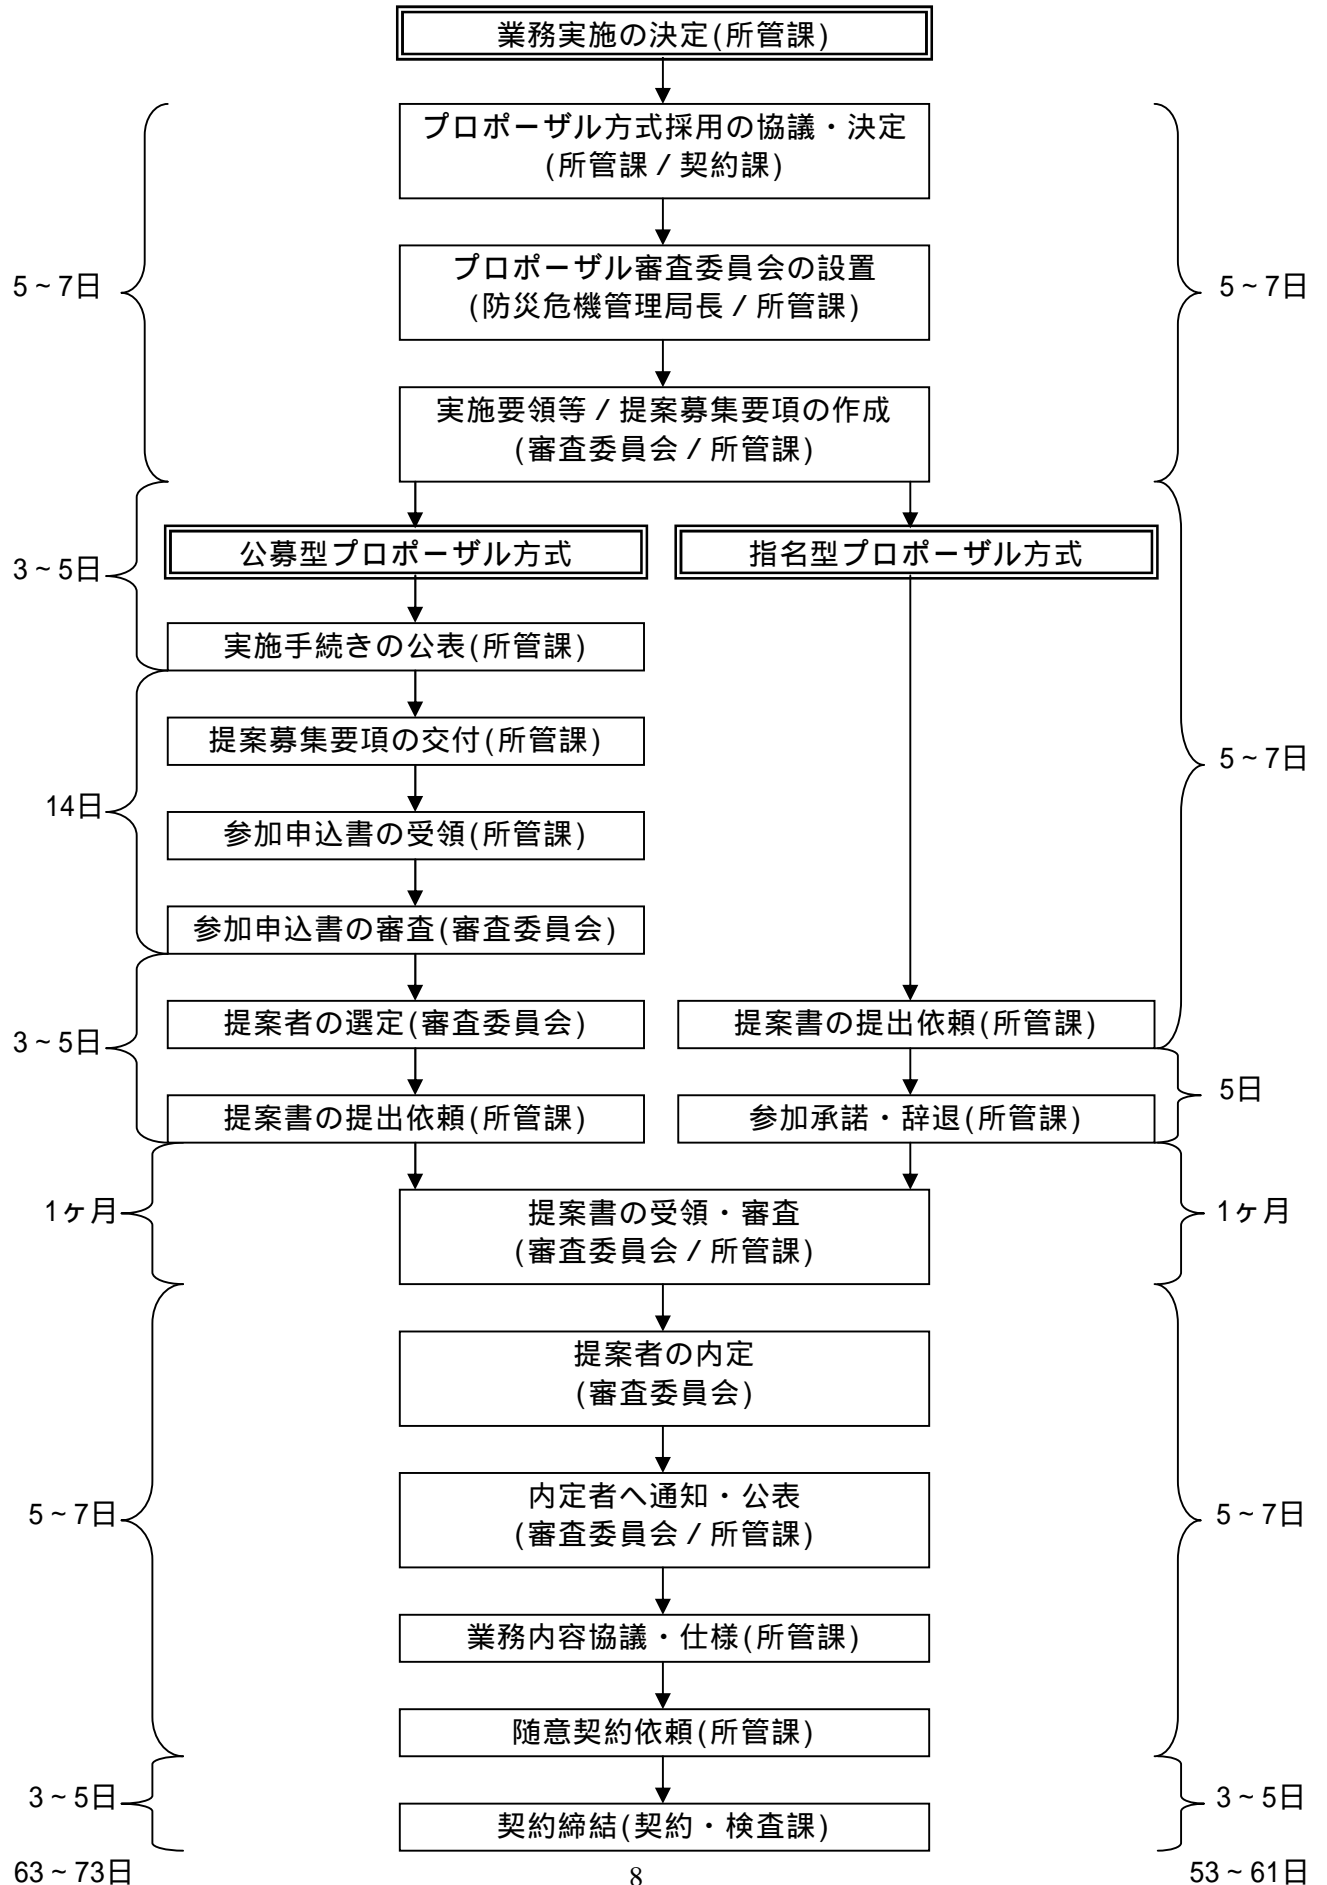 業務実施の決定(所管課)
プロポーザル方式採用の協議・決定
(所管課／契約課)
プロポーザル審査委員会の設置
(防災危機管理局長／所管課)
5～7日
5～7日
実施要領等／提案募集要項の作成
(審査委員会／所管課)
公募型プロポーザル方式
指名型プロポーザル方式
3～5日
実施手続きの公表(所管課)
提案募集要項の交付(所管課)
5～7日
14日
参加申込書の受領(所管課)
参加申込書の審査(審査委員会)
提案者の選定(審査委員会)
提案書の提出依頼(所管課)
3～5日
5日
提案書の提出依頼(所管課)
参加承諾・辞退(所管課)
1ヶ月
提案書の受領・審査
(審査委員会／所管課)
1ヶ月
提案者の内定
(審査委員会)
内定者へ通知・公表
(審査委員会／所管課)
5～7日
5～7日
業務内容協議・仕様(所管課)
随意契約依頼(所管課)
3～5日
3～5日
契約締結(契約・検査課)
63～73日
8
53～61日